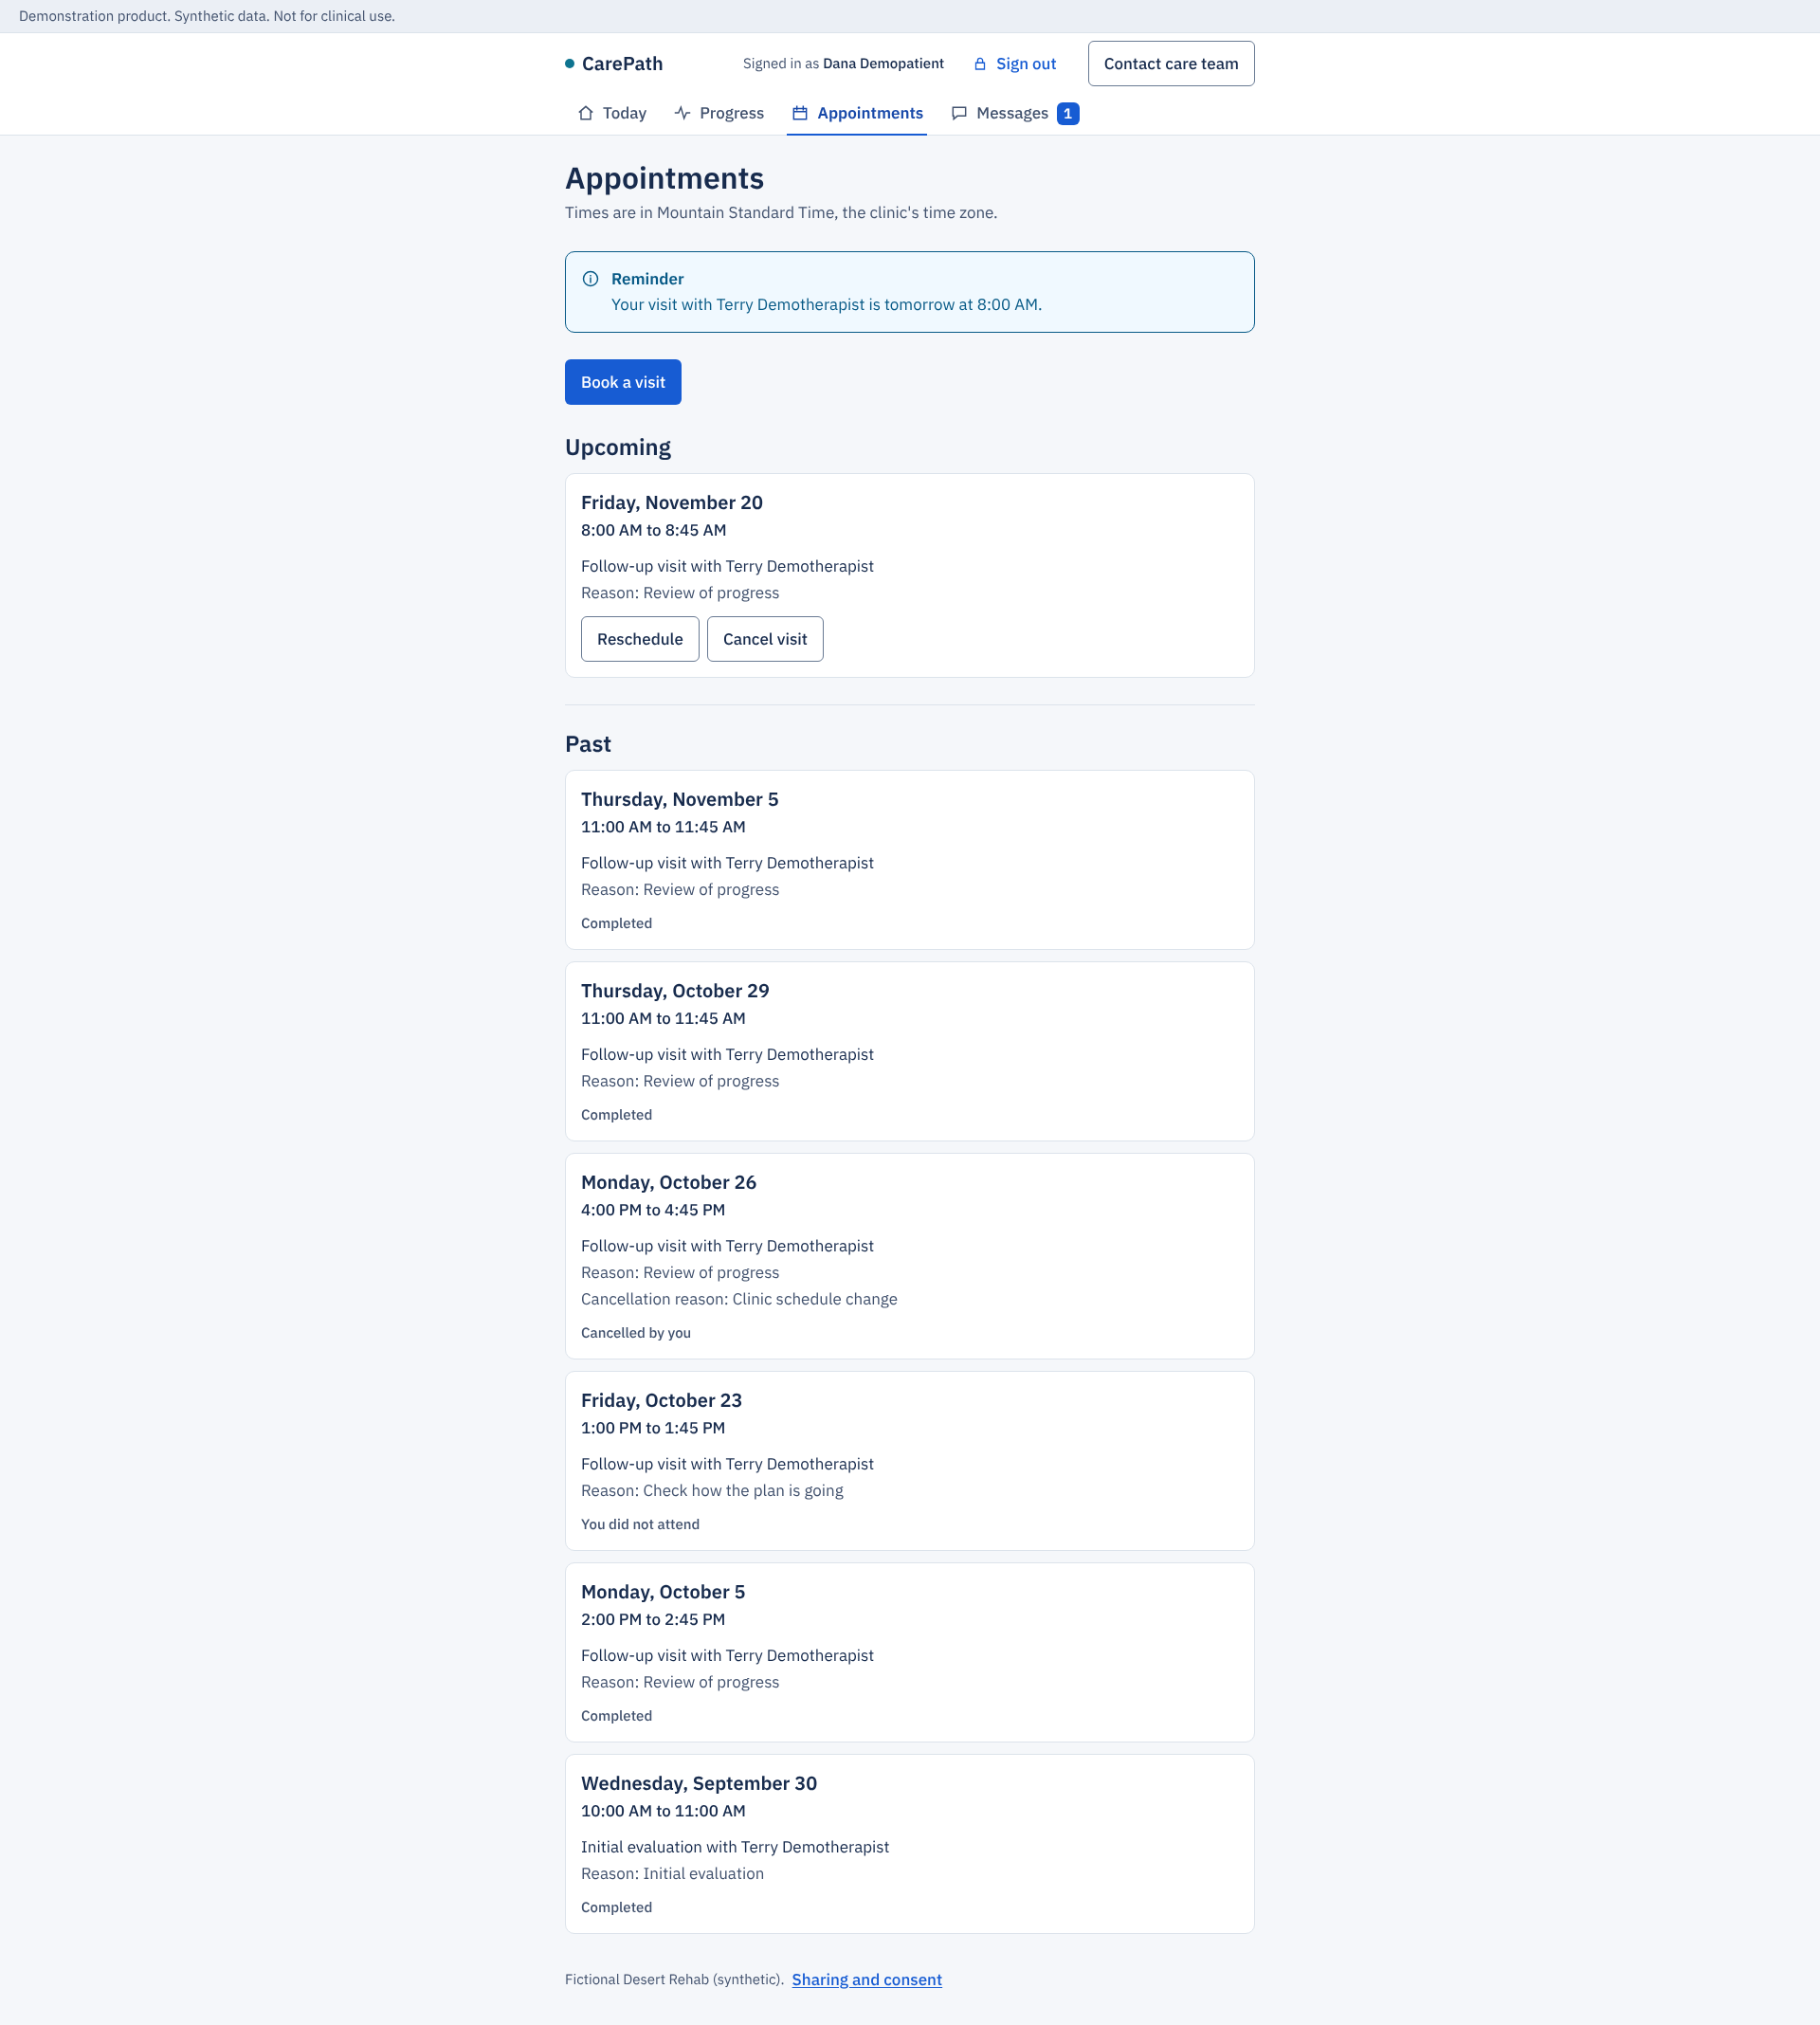 Demonstration product. Synthetic data. Not for clinical use.
CarePath
Signed in as Dana Demopatient
Sign out
Contact care team
Today
Progress
Appointments
Messages 1
Appointments
Times are in Mountain Standard Time, the clinic's time zone.
Reminder
Your visit with Terry Demotherapist is tomorrow at 8:00 AM.
Book a visit
Upcoming
Friday, November 20
8:00 AM to 8:45 AM
Follow-up visit with Terry Demotherapist
Reason: Review of progress
Reschedule
Cancel visit
Past
Thursday, November 5
11:00 AM to 11:45 AM
Follow-up visit with Terry Demotherapist
Reason: Review of progress
Completed
Thursday, October 29
11:00 AM to 11:45 AM
Follow-up visit with Terry Demotherapist
Reason: Review of progress
Completed
Monday, October 26
4:00 PM to 4:45 PM
Follow-up visit with Terry Demotherapist
Reason: Review of progress
Cancellation reason: Clinic schedule change
Cancelled by you
Friday, October 23
1:00 PM to 1:45 PM
Follow-up visit with Terry Demotherapist
Reason: Check how the plan is going
You did not attend
Monday, October 5
2:00 PM to 2:45 PM
Follow-up visit with Terry Demotherapist
Reason: Review of progress
Completed
Wednesday, September 30
10:00 AM to 11:00 AM
Initial evaluation with Terry Demotherapist
Reason: Initial evaluation
Completed
Fictional Desert Rehab (synthetic). Sharing and consent